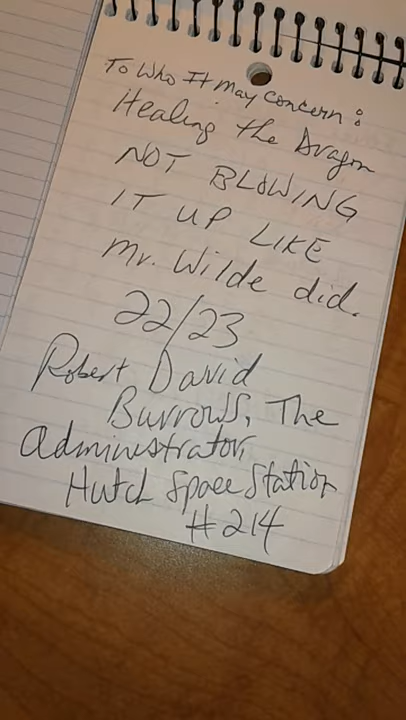 To Who It May Concern:
Healing the Dragon
NOT BLOWING
IT UP LIKE
Mr. Wilde did.
22/23
Robert David
Burrows, The
Administrator,
Hutch Space Station
#214